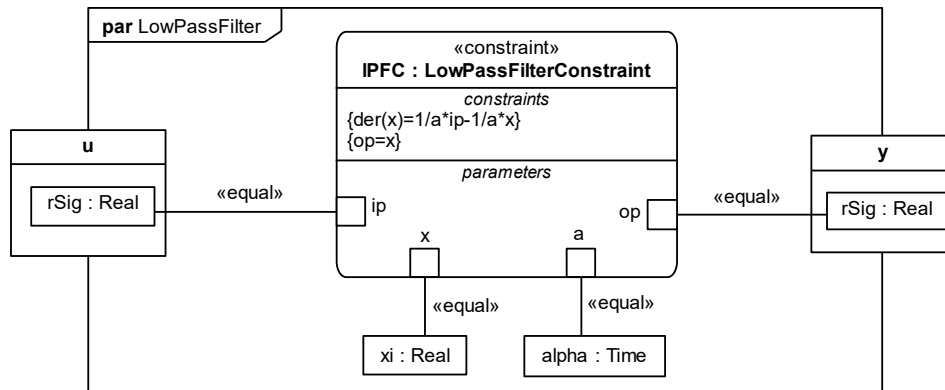 par LowPassFilter
«constraint»
IPFC : LowPassFilterConstraint
constraints
{der(x)=1/a*ip-1/a*x}
{op=x}
parameters
u
rSig : Real
«equal»
ip
op
«equal»
y
rSig : Real
x
a
«equal»
«equal»
xi : Real
alpha : Time